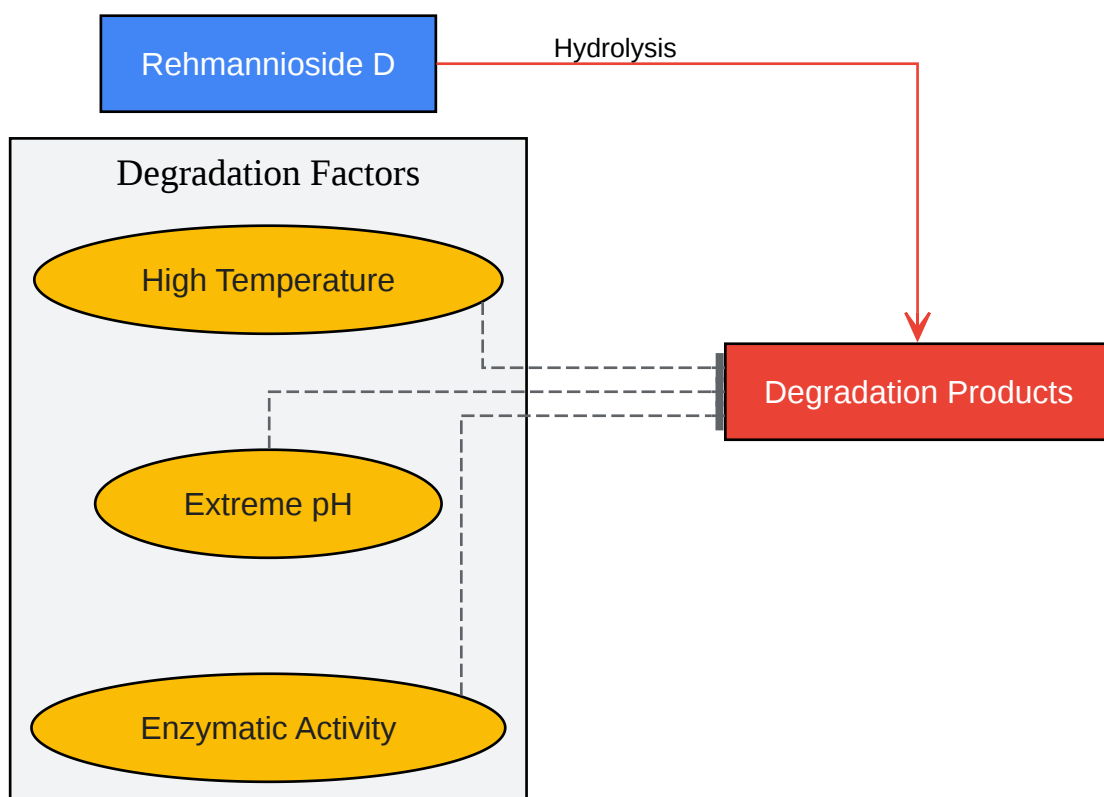 Rehmannioside D
Hydrolysis
Degradation Factors
High Temperature
Degradation Products
Extreme pH
Enzymatic Activity